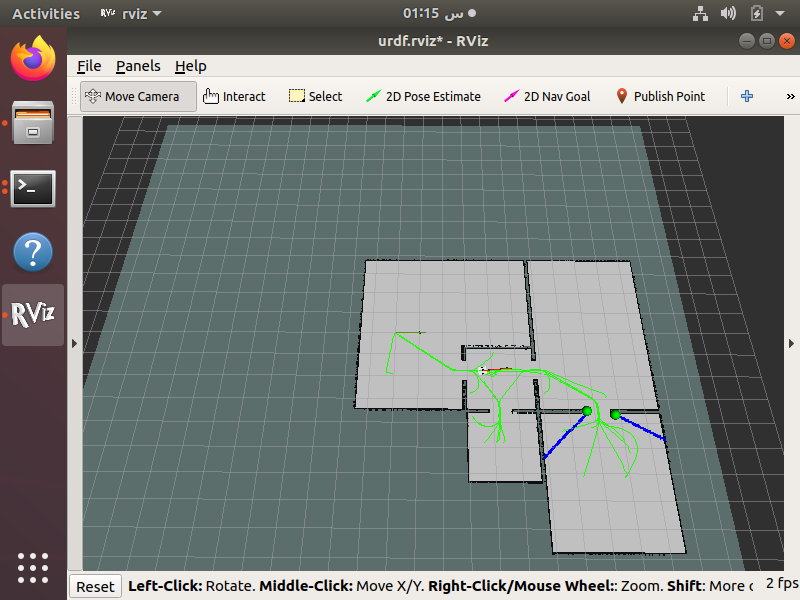 Activities RViz rviz 01:15 س
urdf.rviz* - RViz
File Panels Help
Move Camera Interact Select 2D Pose Estimate 2D Nav Goal Publish Point »
RViz
Reset Left-Click: Rotate. Middle-Click: Move X/Y. Right-Click/Mouse Wheel:: Zoom. Shift: More 2 fps